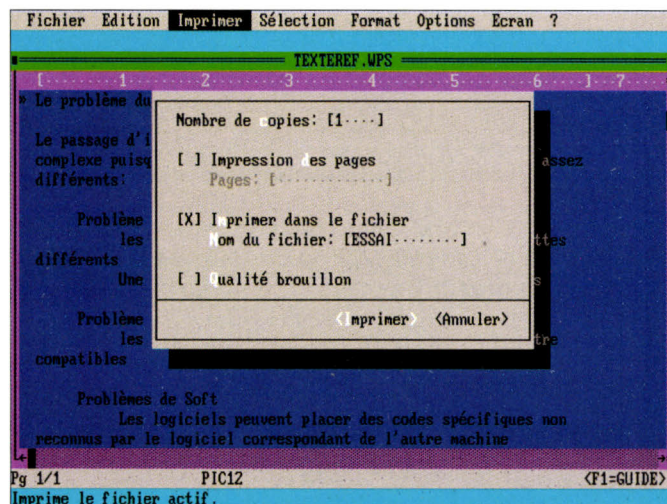 Fichier Edition Imprimer Sélection Format Options Ecran ?
TEXTEREF.WPS
[·········1·········2·········3·········4·········5·········6····]···7·····
» Le problème du
Nombre de copies: [1····]
Le passage d'i
complexe puisq [ ] Impression des pages assez
différents: Pages: [·············]
Problème [X] Imprimer dans le fichier
les Nom du fichier: [ESSAI········] ttes
différents
Une [ ] Qualité brouillon s
Problème <Imprimer> <Annuler>
les tre
compatibles
Problèmes de Soft
Les logiciels peuvent placer des codes spécifiques non
reconnus par le logiciel correspondant de l'autre machine
Pg 1/1 PIC12 <F1=GUIDE>
Imprime le fichier actif.